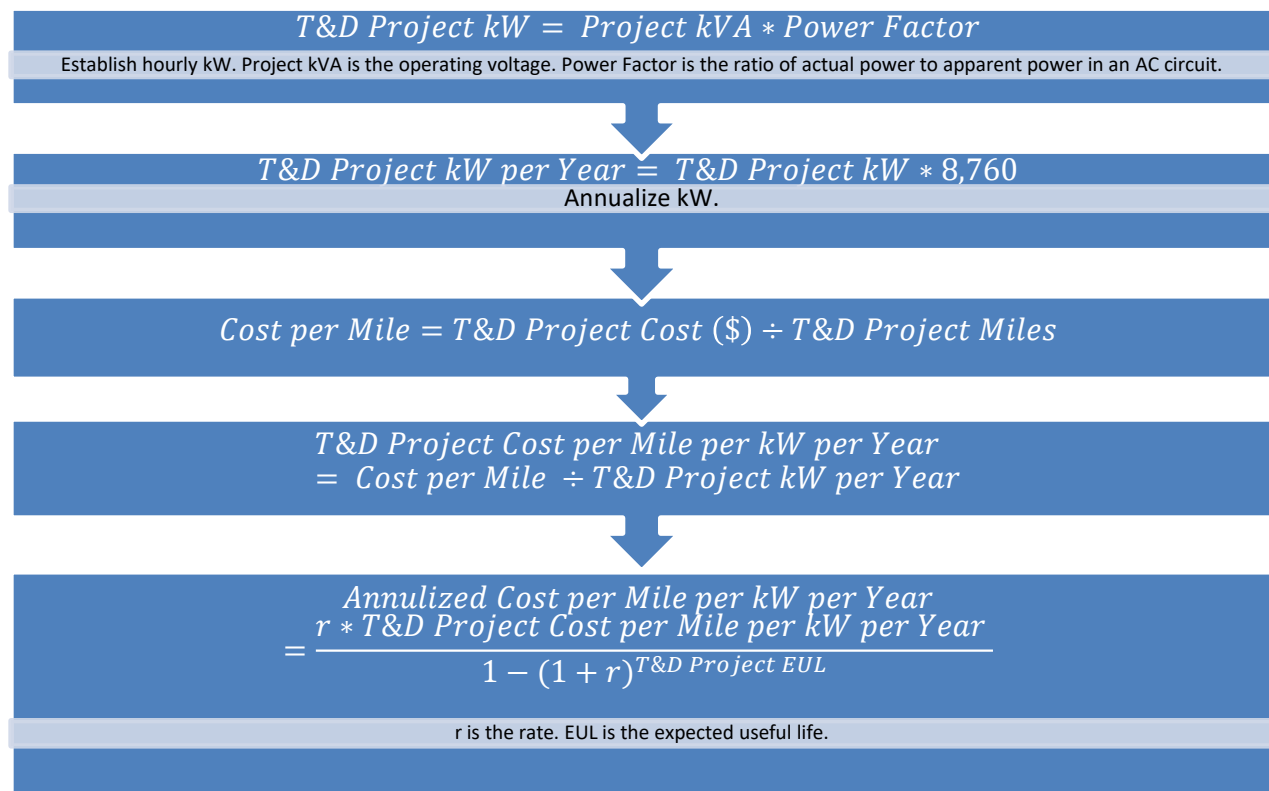 T&D Project kW = Project kVA * Power Factor
Establish hourly kW. Project kVA is the operating voltage. Power Factor is the ratio of actual power to apparent power in an AC circuit.
T&D Project kW per Year = T&D Project kW * 8,760
Annualize kW.
Cost per Mile = T&D Project Cost ($) ÷ T&D Project Miles
T&D Project Cost per Mile per kW per Year
= Cost per Mile ÷ T&D Project kW per Year
Annulized Cost per Mile per kW per Year
r * T&D Project Cost per Mile per kW per Year
=
1 − (1 + r)^T&D Project EUL
r is the rate. EUL is the expected useful life.